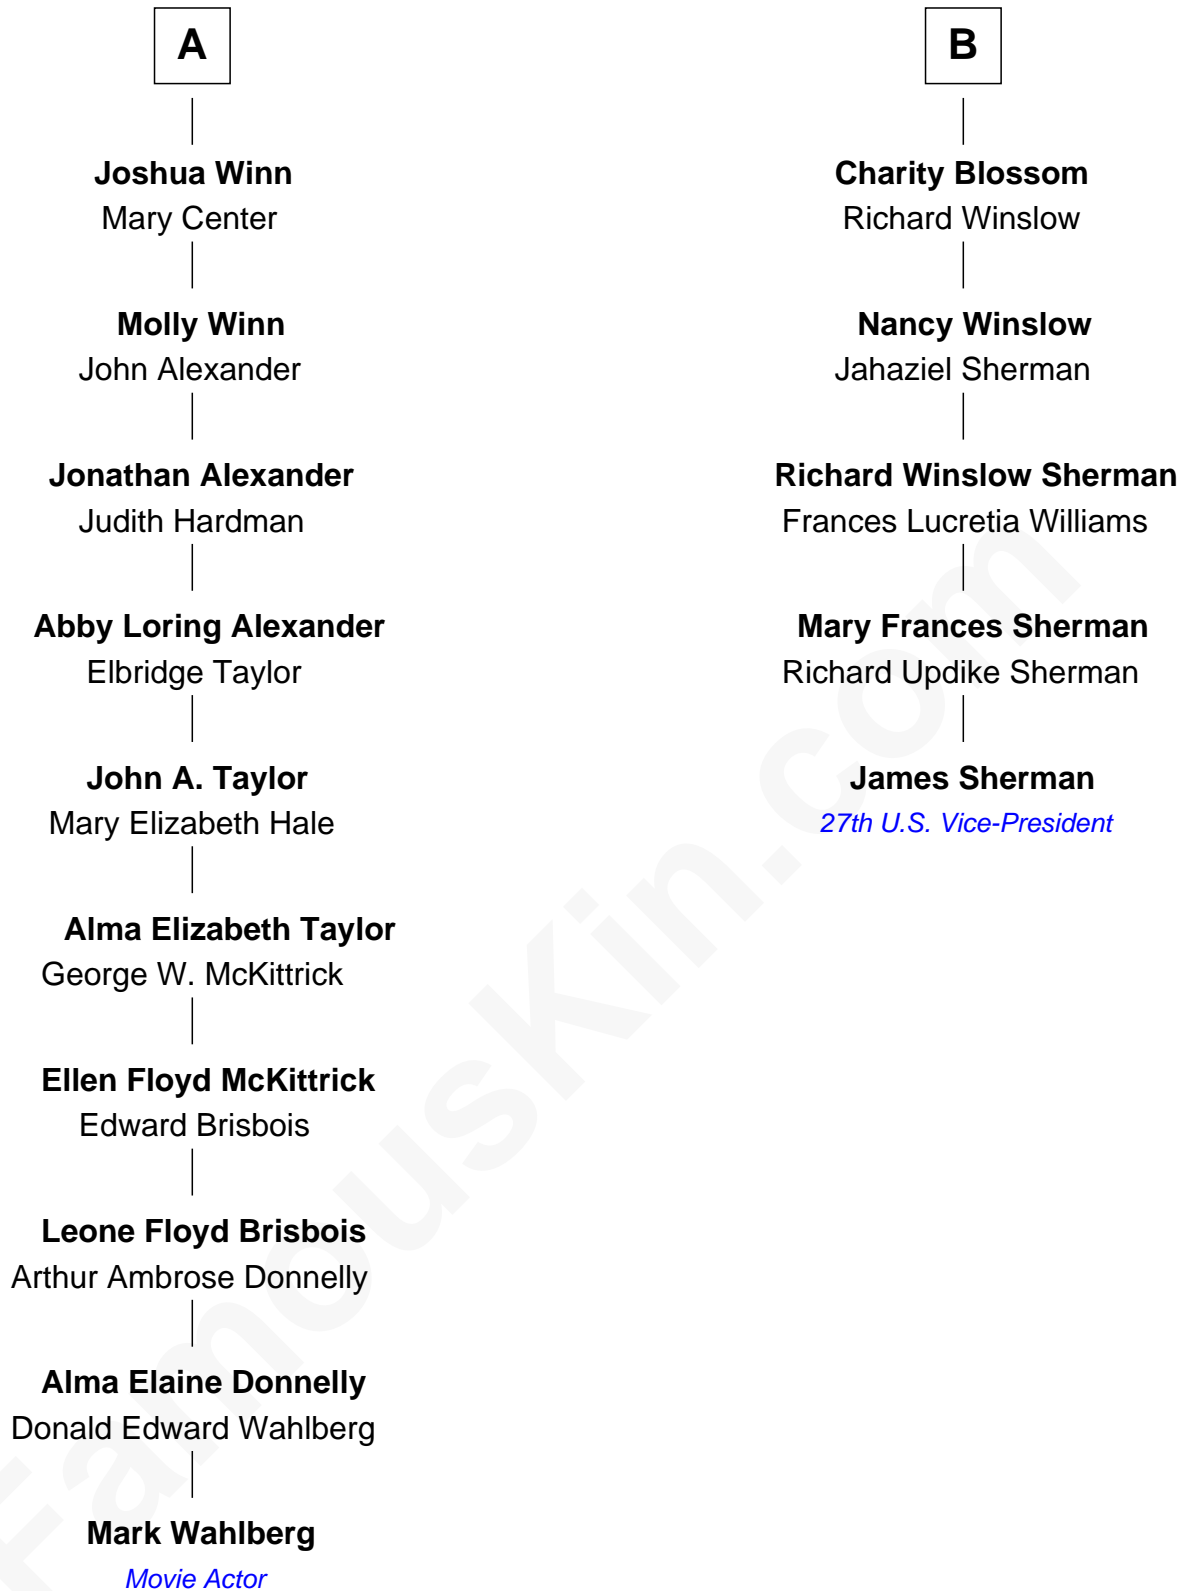 A
Joshua Winn
Mary Center
Molly Winn
John Alexander
Jonathan Alexander
Judith Hardman
Abby Loring Alexander
Elbridge Taylor
John A. Taylor
Mary Elizabeth Hale
Alma Elizabeth Taylor
George W. McKittrick
Ellen Floyd McKittrick
Edward Brisbois
Leone Floyd Brisbois
Arthur Ambrose Donnelly
Alma Elaine Donnelly
Donald Edward Wahlberg
Mark Wahlberg
Movie Actor
B
Charity Blossom
Richard Winslow
Nancy Winslow
Jahaziel Sherman
Richard Winslow Sherman
Frances Lucretia Williams
Mary Frances Sherman
Richard Updike Sherman
James Sherman
27th U.S. Vice-President
FamousKin.com